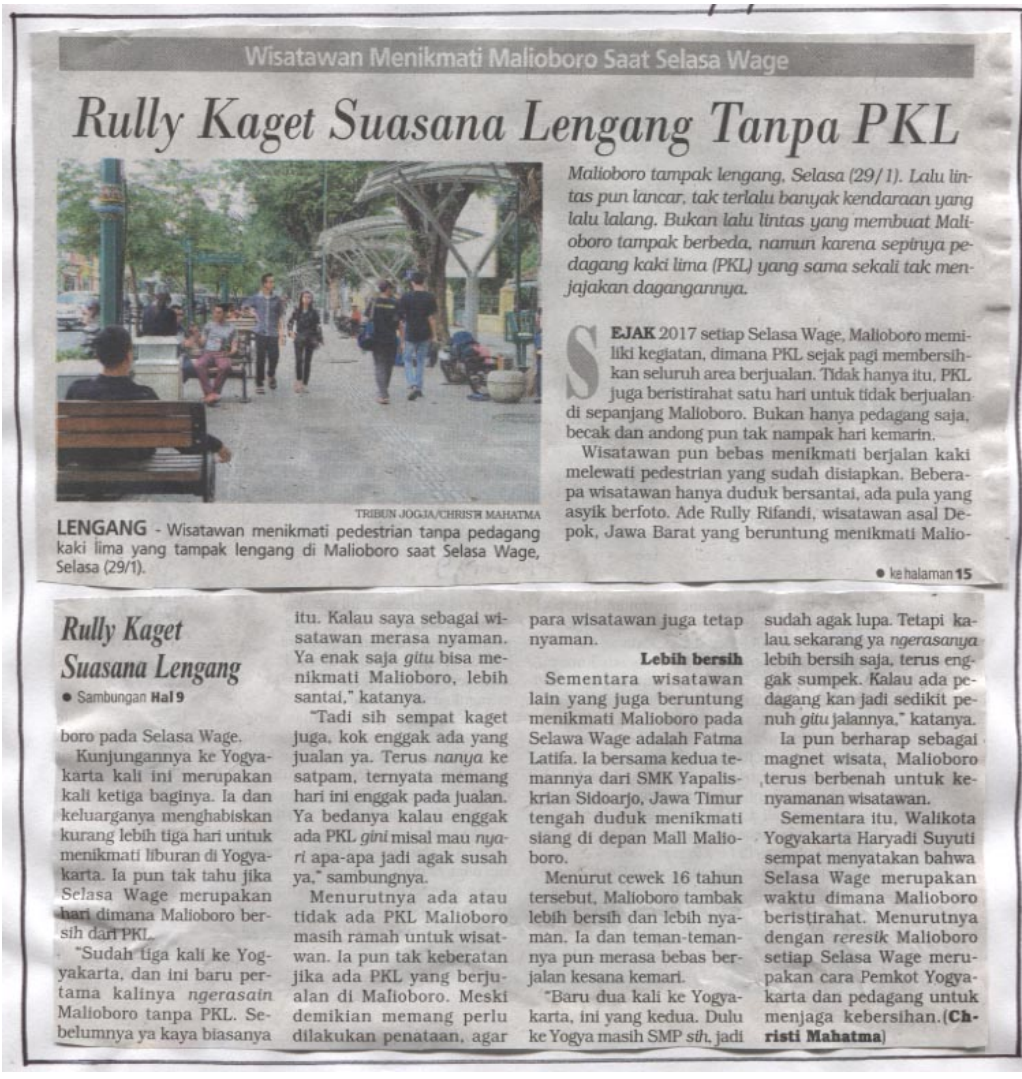 Wisatawan Menikmati Malioboro Saat Selasa Wage
Rully Kaget Suasana Lengang Tanpa PKL
TRIBUN JOGJA/CHRISTI MAHATMA
LENGANG - Wisatawan menikmati pedestrian tanpa pedagang
kaki lima yang tampak lengang di Malioboro saat Selasa Wage,
Selasa (29/1).
Malioboro tampak lengang, Selasa (29/1). Lalu lin-
tas pun lancar, tak terlalu banyak kendaraan yang
lalu lalang. Bukan lalu lintas yang membuat Mali-
oboro tampak berbeda, namun karena sepinya pe-
dagang kaki lima (PKL) yang sama sekali tak men-
jajakan dagangannya.
SEJAK 2017 setiap Selasa Wage, Malioboro memi-
liki kegiatan, dimana PKL sejak pagi membersih-
kan seluruh area berjualan. Tidak hanya itu, PKL
juga beristirahat satu hari untuk tidak berjualan
di sepanjang Malioboro. Bukan hanya pedagang saja,
becak dan andong pun tak nampak hari kemarin.
Wisatawan pun bebas menikmati berjalan kaki
melewati pedestrian yang sudah disiapkan. Bebera-
pa wisatawan hanya duduk bersantai, ada pula yang
asyik berfoto. Ade Rully Rifandi, wisatawan asal De-
pok, Jawa Barat yang beruntung menikmati Malio-
● ke halaman 15
Rully Kaget
Suasana Lengang
● Sambungan Hal 9
boro pada Selasa Wage.
Kunjungannya ke Yogya-
karta kali ini merupakan
kali ketiga baginya. Ia dan
keluarganya menghabiskan
kurang lebih tiga hari untuk
menikmati liburan di Yogya-
karta. Ia pun tak tahu jika
Selasa Wage merupakan
hari dimana Malioboro ber-
sih dari PKL.
"Sudah tiga kali ke Yog-
yakarta, dan ini baru per-
tama kalinya ngerasain
Malioboro tanpa PKL. Se-
belumnya ya kaya biasanya
itu. Kalau saya sebagai wi-
satawan merasa nyaman.
Ya enak saja gitu bisa me-
nikmati Malioboro, lebih
santai," katanya.
"Tadi sih sempat kaget
juga, kok enggak ada yang
jualan ya. Terus nanya ke
satpam, ternyata memang
hari ini enggak pada jualan.
Ya bedanya kalau enggak
ada PKL gini misal mau nya-
ri apa-apa jadi agak susah
ya," sambungnya.
Menurutnya ada atau
tidak ada PKL Malioboro
masih ramah untuk wisat-
wan. Ia pun tak keberatan
jika ada PKL yang berju-
alan di Malioboro. Meski
demikian memang perlu
dilakukan penataan, agar
para wisatawan juga tetap
nyaman.
Lebih bersih
Sementara wisatawan
lain yang juga beruntung
menikmati Malioboro pada
Selawa Wage adalah Fatma
Latifa. Ia bersama kedua te-
mannya dari SMK Yapalis-
krian Sidoarjo, Jawa Timur
tengah duduk menikmati
siang di depan Mall Malio-
boro.
Menurut cewek 16 tahun
tersebut, Malioboro tambak
lebih bersih dan lebih nya-
man. Ia dan teman-teman-
nya pun merasa bebas ber-
jalan kesana kemari.
"Baru dua kali ke Yogya-
karta, ini yang kedua. Dulu
ke Yogya masih SMP sih, jadi
sudah agak lupa. Tetapi ka-
lau sekarang ya ngerasanya
lebih bersih saja, terus eng-
gak sumpek. Kalau ada pe-
dagang kan jadi sedikit pe-
nuh gitu jalannya," katanya.
Ia pun berharap sebagai
magnet wisata, Malioboro
terus berbenah untuk ke-
nyamanan wisatawan.
Sementara itu, Walikota
Yogyakarta Haryadi Suyuti
sempat menyatakan bahwa
Selasa Wage merupakan
waktu dimana Malioboro
beristirahat. Menurutnya
dengan reresik Malioboro
setiap Selasa Wage meru-
pakan cara Pemkot Yogya-
karta dan pedagang untuk
menjaga kebersihan.(Ch-
risti Mahatma)